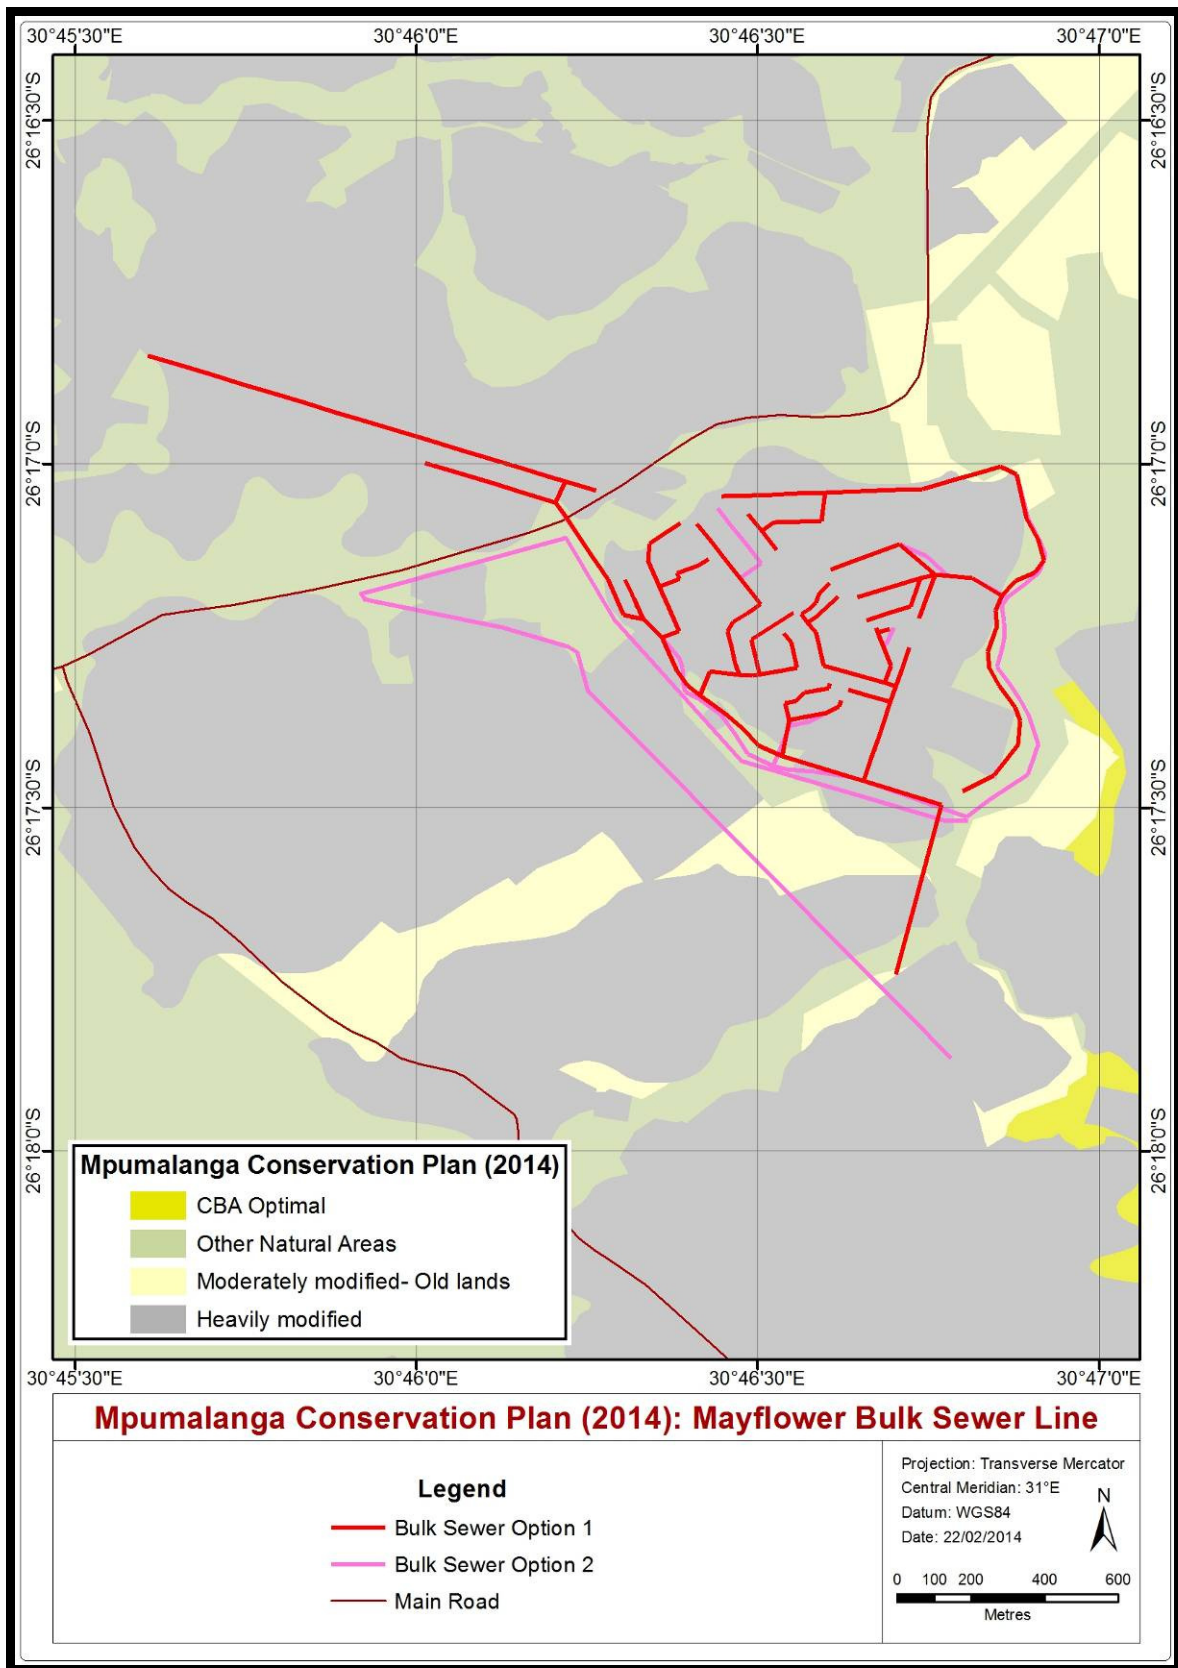 30°45'30"E 30°46'0"E 30°46'30"E 30°47'0"E
26°16'30"S 26°16'30"S
26°17'0"S 26°17'0"S
26°17'30"S 26°17'30"S
26°18'0"S 26°18'0"S
Mpumalanga Conservation Plan (2014)
CBA Optimal
Other Natural Areas
Moderately modified- Old lands
Heavily modified
30°45'30"E 30°46'0"E 30°46'30"E 30°47'0"E
Mpumalanga Conservation Plan (2014): Mayflower Bulk Sewer Line
Legend
Bulk Sewer Option 1
Bulk Sewer Option 2
Main Road
Projection: Transverse Mercator
Central Meridian: 31°E
Datum: WGS84
Date: 22/02/2014
N
0 100 200 400 600
Metres